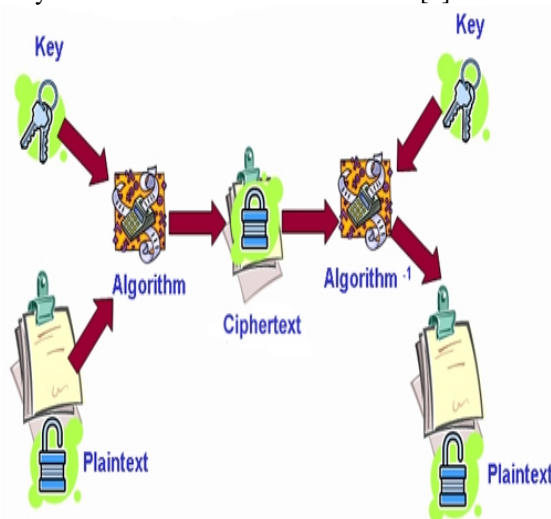 Key
Key
Algorithm
Algorithm -1
Ciphertext
Plaintext
Plaintext